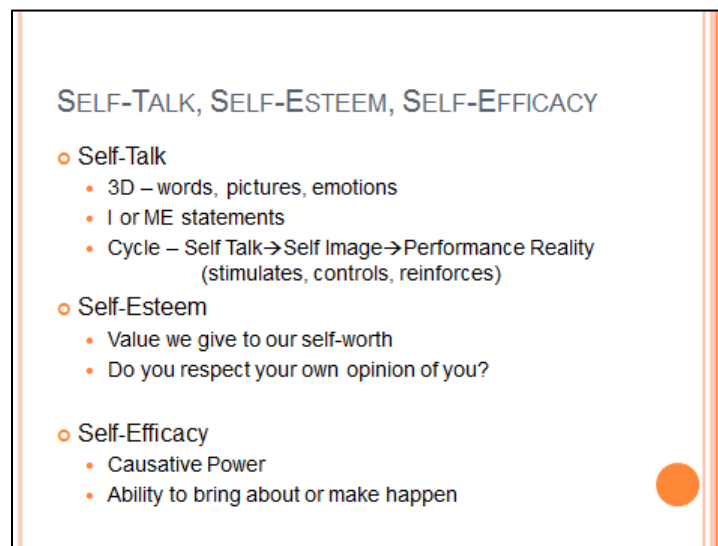 SELF-TALK, SELF-ESTEEM, SELF-EFFICACY
Self-Talk
3D – words, pictures, emotions
I or ME statements
Cycle – Self Talk→Self Image→Performance Reality
(stimulates, controls, reinforces)
Self-Esteem
Value we give to our self-worth
Do you respect your own opinion of you?
Self-Efficacy
Causative Power
Ability to bring about or make happen